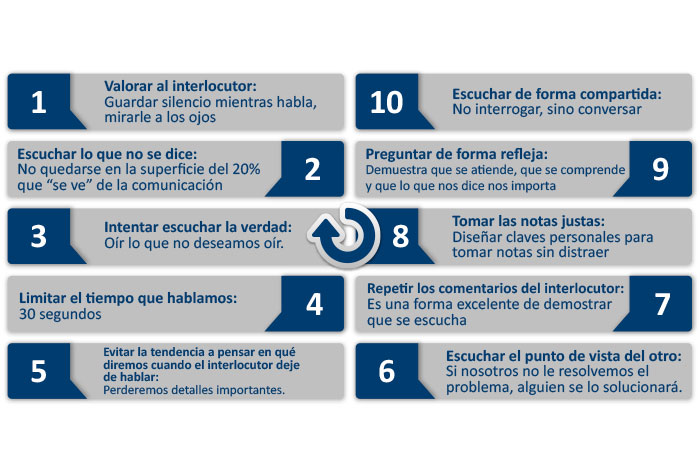 1
Valorar al interlocutor:
Guardar silencio mientras habla,
mirarle a los ojos
Escuchar lo que no se dice:
No quedarse en la superficie del 20%
que “se ve” de la comunicación
2
3
Intentar escuchar la verdad:
Oír lo que no deseamos oír.
Limitar el tiempo que hablamos:
30 segundos
4
5
Evitar la tendencia a pensar en qué
diremos cuando el interlocutor deje
de hablar:
Perderemos detalles importantes.
6
Escuchar el punto de vista del otro:
Si nosotros no le resolvemos el
problema, alguien se lo solucionará.
Repetir los comentarios del interlocutor:
Es una forma excelente de demostrar
que se escucha
7
8
Tomar las notas justas:
Diseñar claves personales para
tomar notas sin distraer
Preguntar de forma refleja:
Demuestra que se atiende, que se comprende
y que lo que nos dice nos importa
9
10
Escuchar de forma compartida:
No interrogar, sino conversar